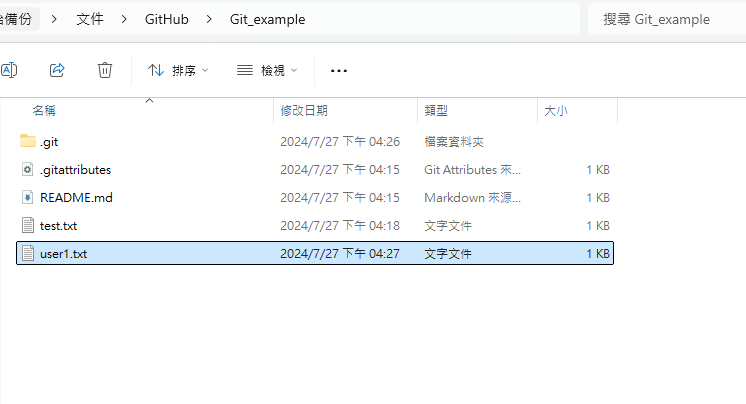 台備份 > 文件 > GitHub > Git_example 搜尋 Git_example
排序 檢視 ...
名稱 修改日期 類型 大小
.git 2024/7/27 下午 04:26 檔案資料夾
.gitattributes 2024/7/27 下午 04:15 Git Attributes 來... 1 KB
README.md 2024/7/27 下午 04:15 Markdown 來源... 1 KB
test.txt 2024/7/27 下午 04:18 文字文件 1 KB
user1.txt 2024/7/27 下午 04:27 文字文件 1 KB